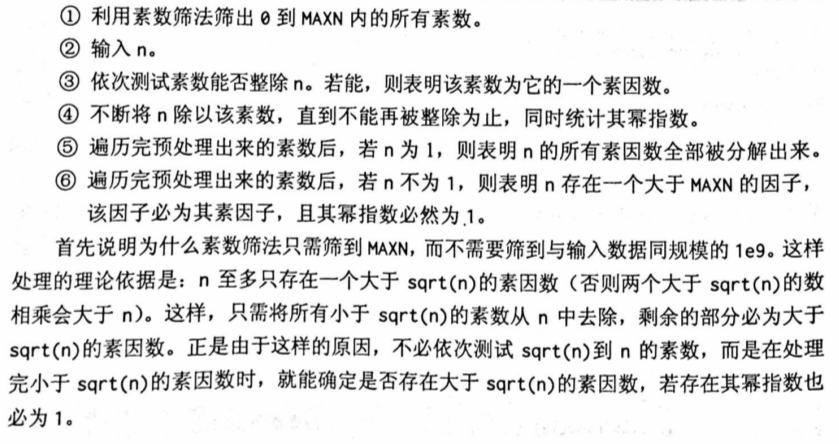 ① 利用素数筛法筛出 0 到 MAXN 内的所有素数。
② 输入 n。
③ 依次测试素数能否整除 n。若能，则表明该素数为它的一个素因数。
④ 不断将 n 除以该素数，直到不能再被整除为止，同时统计其幂指数。
⑤ 遍历完预处理出来的素数后，若 n 为 1，则表明 n 的所有素因数全部被分解出来。
⑥ 遍历完预处理出来的素数后，若 n 不为 1，则表明 n 存在一个大于 MAXN 的因子，
该因子必为其素因子，且其幂指数必然为 1。
首先说明为什么素数筛法只需筛到 MAXN，而不需要筛到与输入数据同规模的 1e9。这样
处理的理论依据是：n 至多只存在一个大于 sqrt(n)的素因数（否则两个大于 sqrt(n)的数
相乘会大于 n）。这样，只需将所有小于 sqrt(n)的素数从 n 中去除，剩余的部分必为大于
sqrt(n)的素因数。正是由于这样的原因，不必依次测试 sqrt(n)到 n 的素数，而是在处理
完小于 sqrt(n)的素因数时，就能确定是否存在大于 sqrt(n)的素因数，若存在其幂指数也
必为 1。